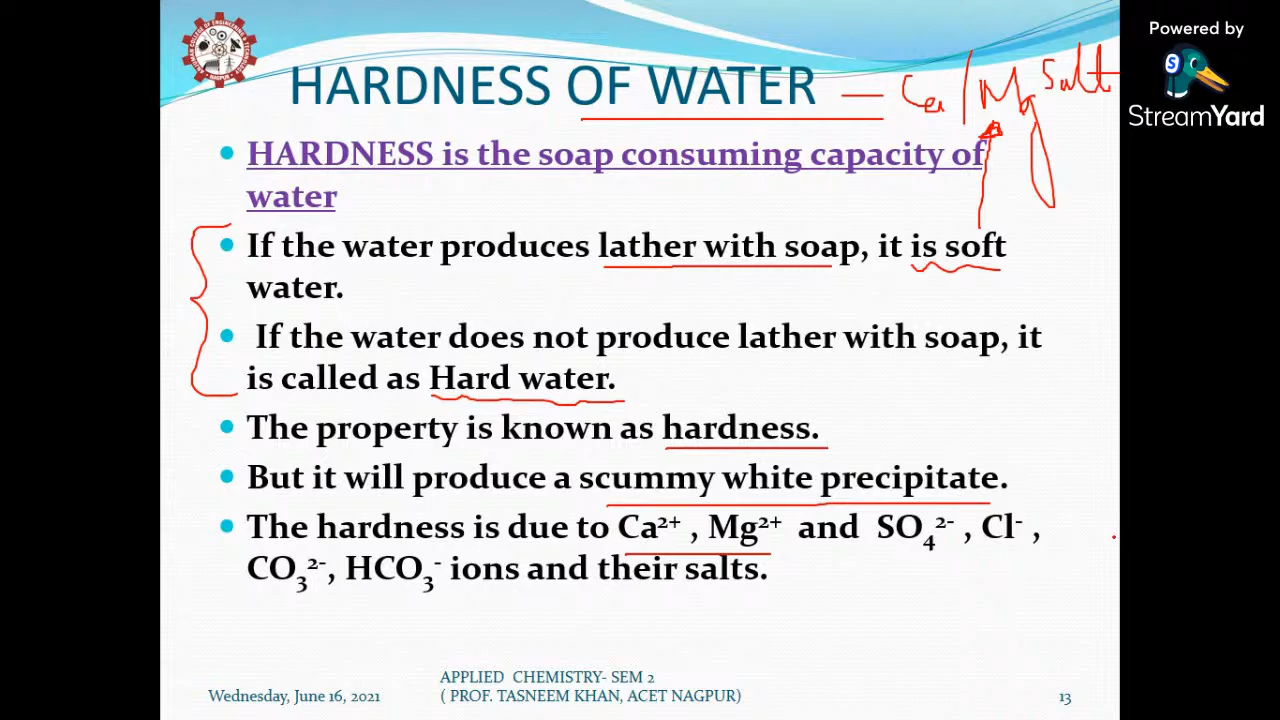 Powered by
StreamYard
HARDNESS OF WATER — Ca / Mg Salt
• HARDNESS is the soap consuming capacity of
water
• If the water produces lather with soap, it is soft
water.
• If the water does not produce lather with soap, it
is called as Hard water.
• The property is known as hardness.
• But it will produce a scummy white precipitate.
• The hardness is due to Ca²⁺ , Mg²⁺ and SO₄²⁻ , Cl⁻ ,
CO₃²⁻, HCO₃⁻ ions and their salts.
Wednesday, June 16, 2021
APPLIED CHEMISTRY- SEM 2
( PROF. TASNEEM KHAN, ACET NAGPUR)
13